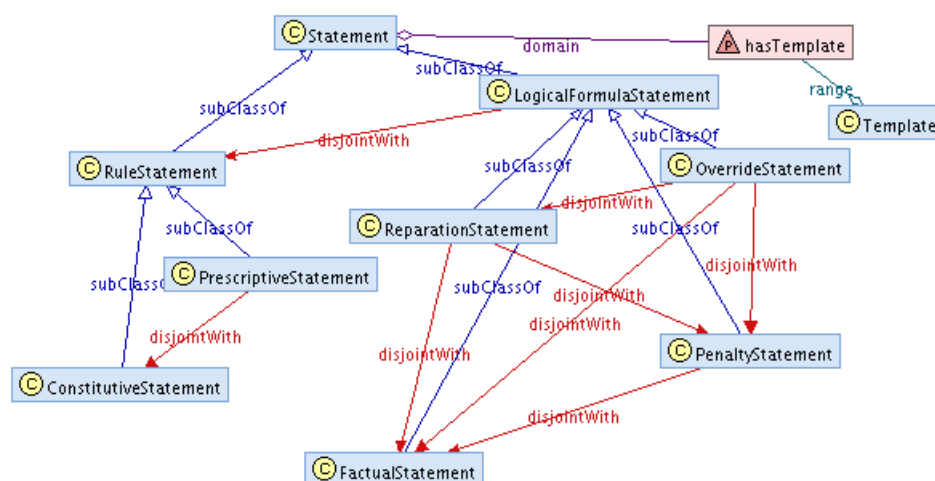 C Statement
P hasTemplate
domain
subClassOf
range
C LogicalFormulaStatement
C Template
subClassOf
disjointWith
subClassOf
subClassOf
C RuleStatement
C OverrideStatement
disjointWith
C ReparationStatement
subClassOf
subClassOf
disjointWith
C PrescriptiveStatement
subClassOf
subClassOf
disjointWith
disjointWith
disjointWith
disjointWith
C PenaltyStatement
C ConstitutiveStatement
disjointWith
C FactualStatement